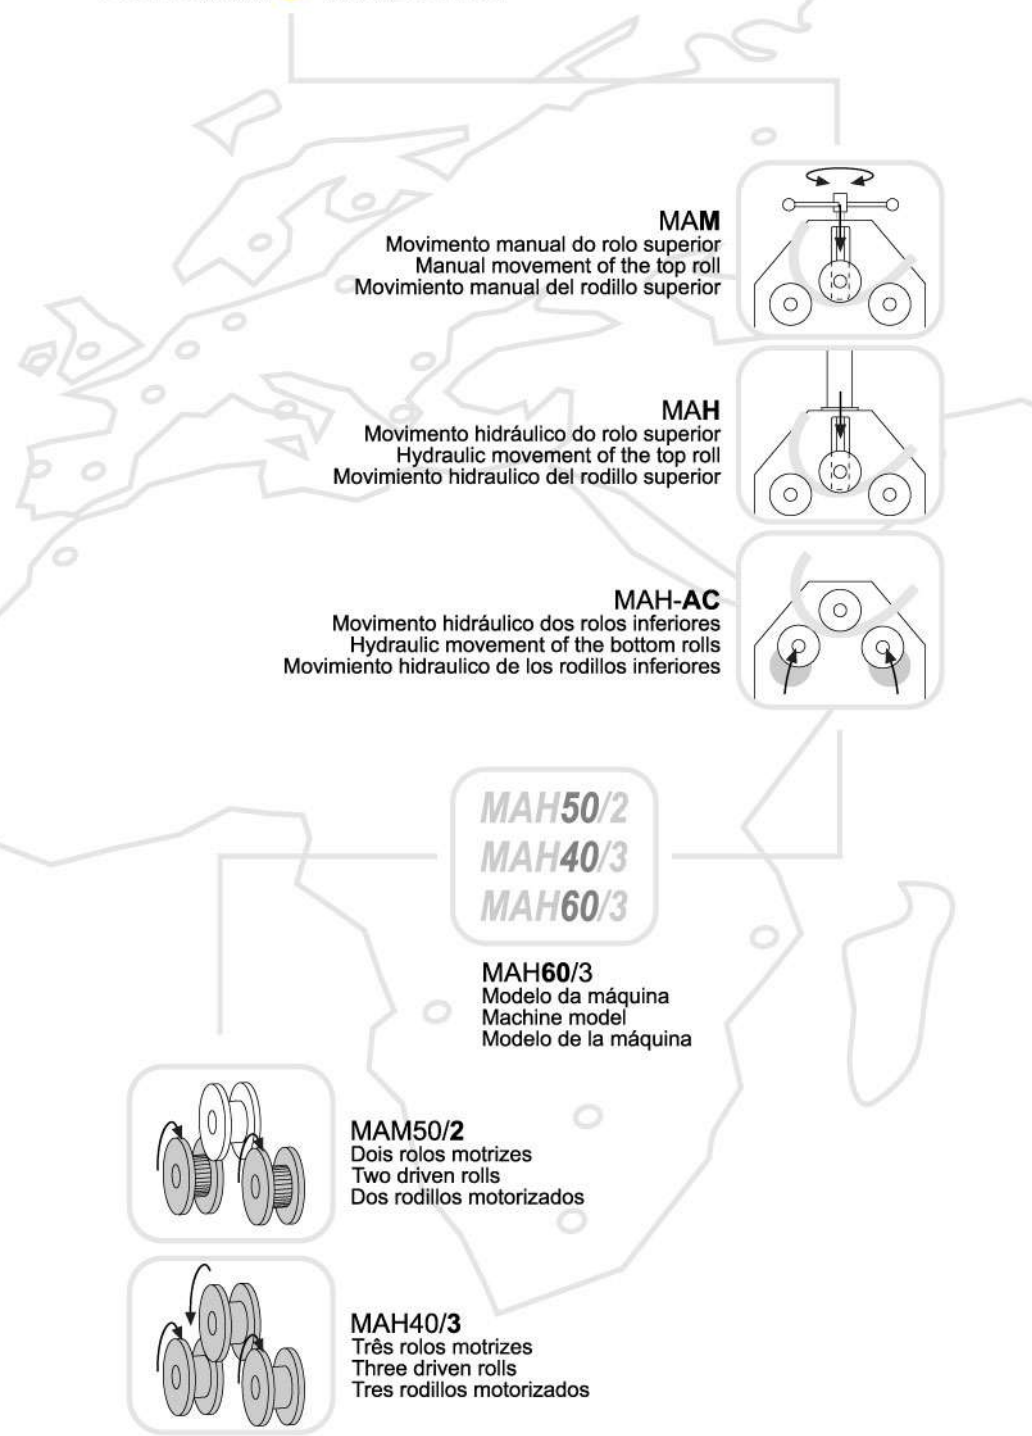 MAM
Movimento manual do rolo superior
Manual movement of the top roll
Movimiento manual del rodillo superior
MAH
Movimento hidráulico do rolo superior
Hydraulic movement of the top roll
Movimiento hidraulico del rodillo superior
MAH-AC
Movimento hidráulico dos rolos inferiores
Hydraulic movement of the bottom rolls
Movimiento hidraulico de los rodillos inferiores
MAH50/2
MAH40/3
MAH60/3
MAH60/3
Modelo da máquina
Machine model
Modelo de la máquina
MAM50/2
Dois rolos motrizes
Two driven rolls
Dos rodillos motorizados
MAH40/3
Três rolos motrizes
Three driven rolls
Tres rodillos motorizados